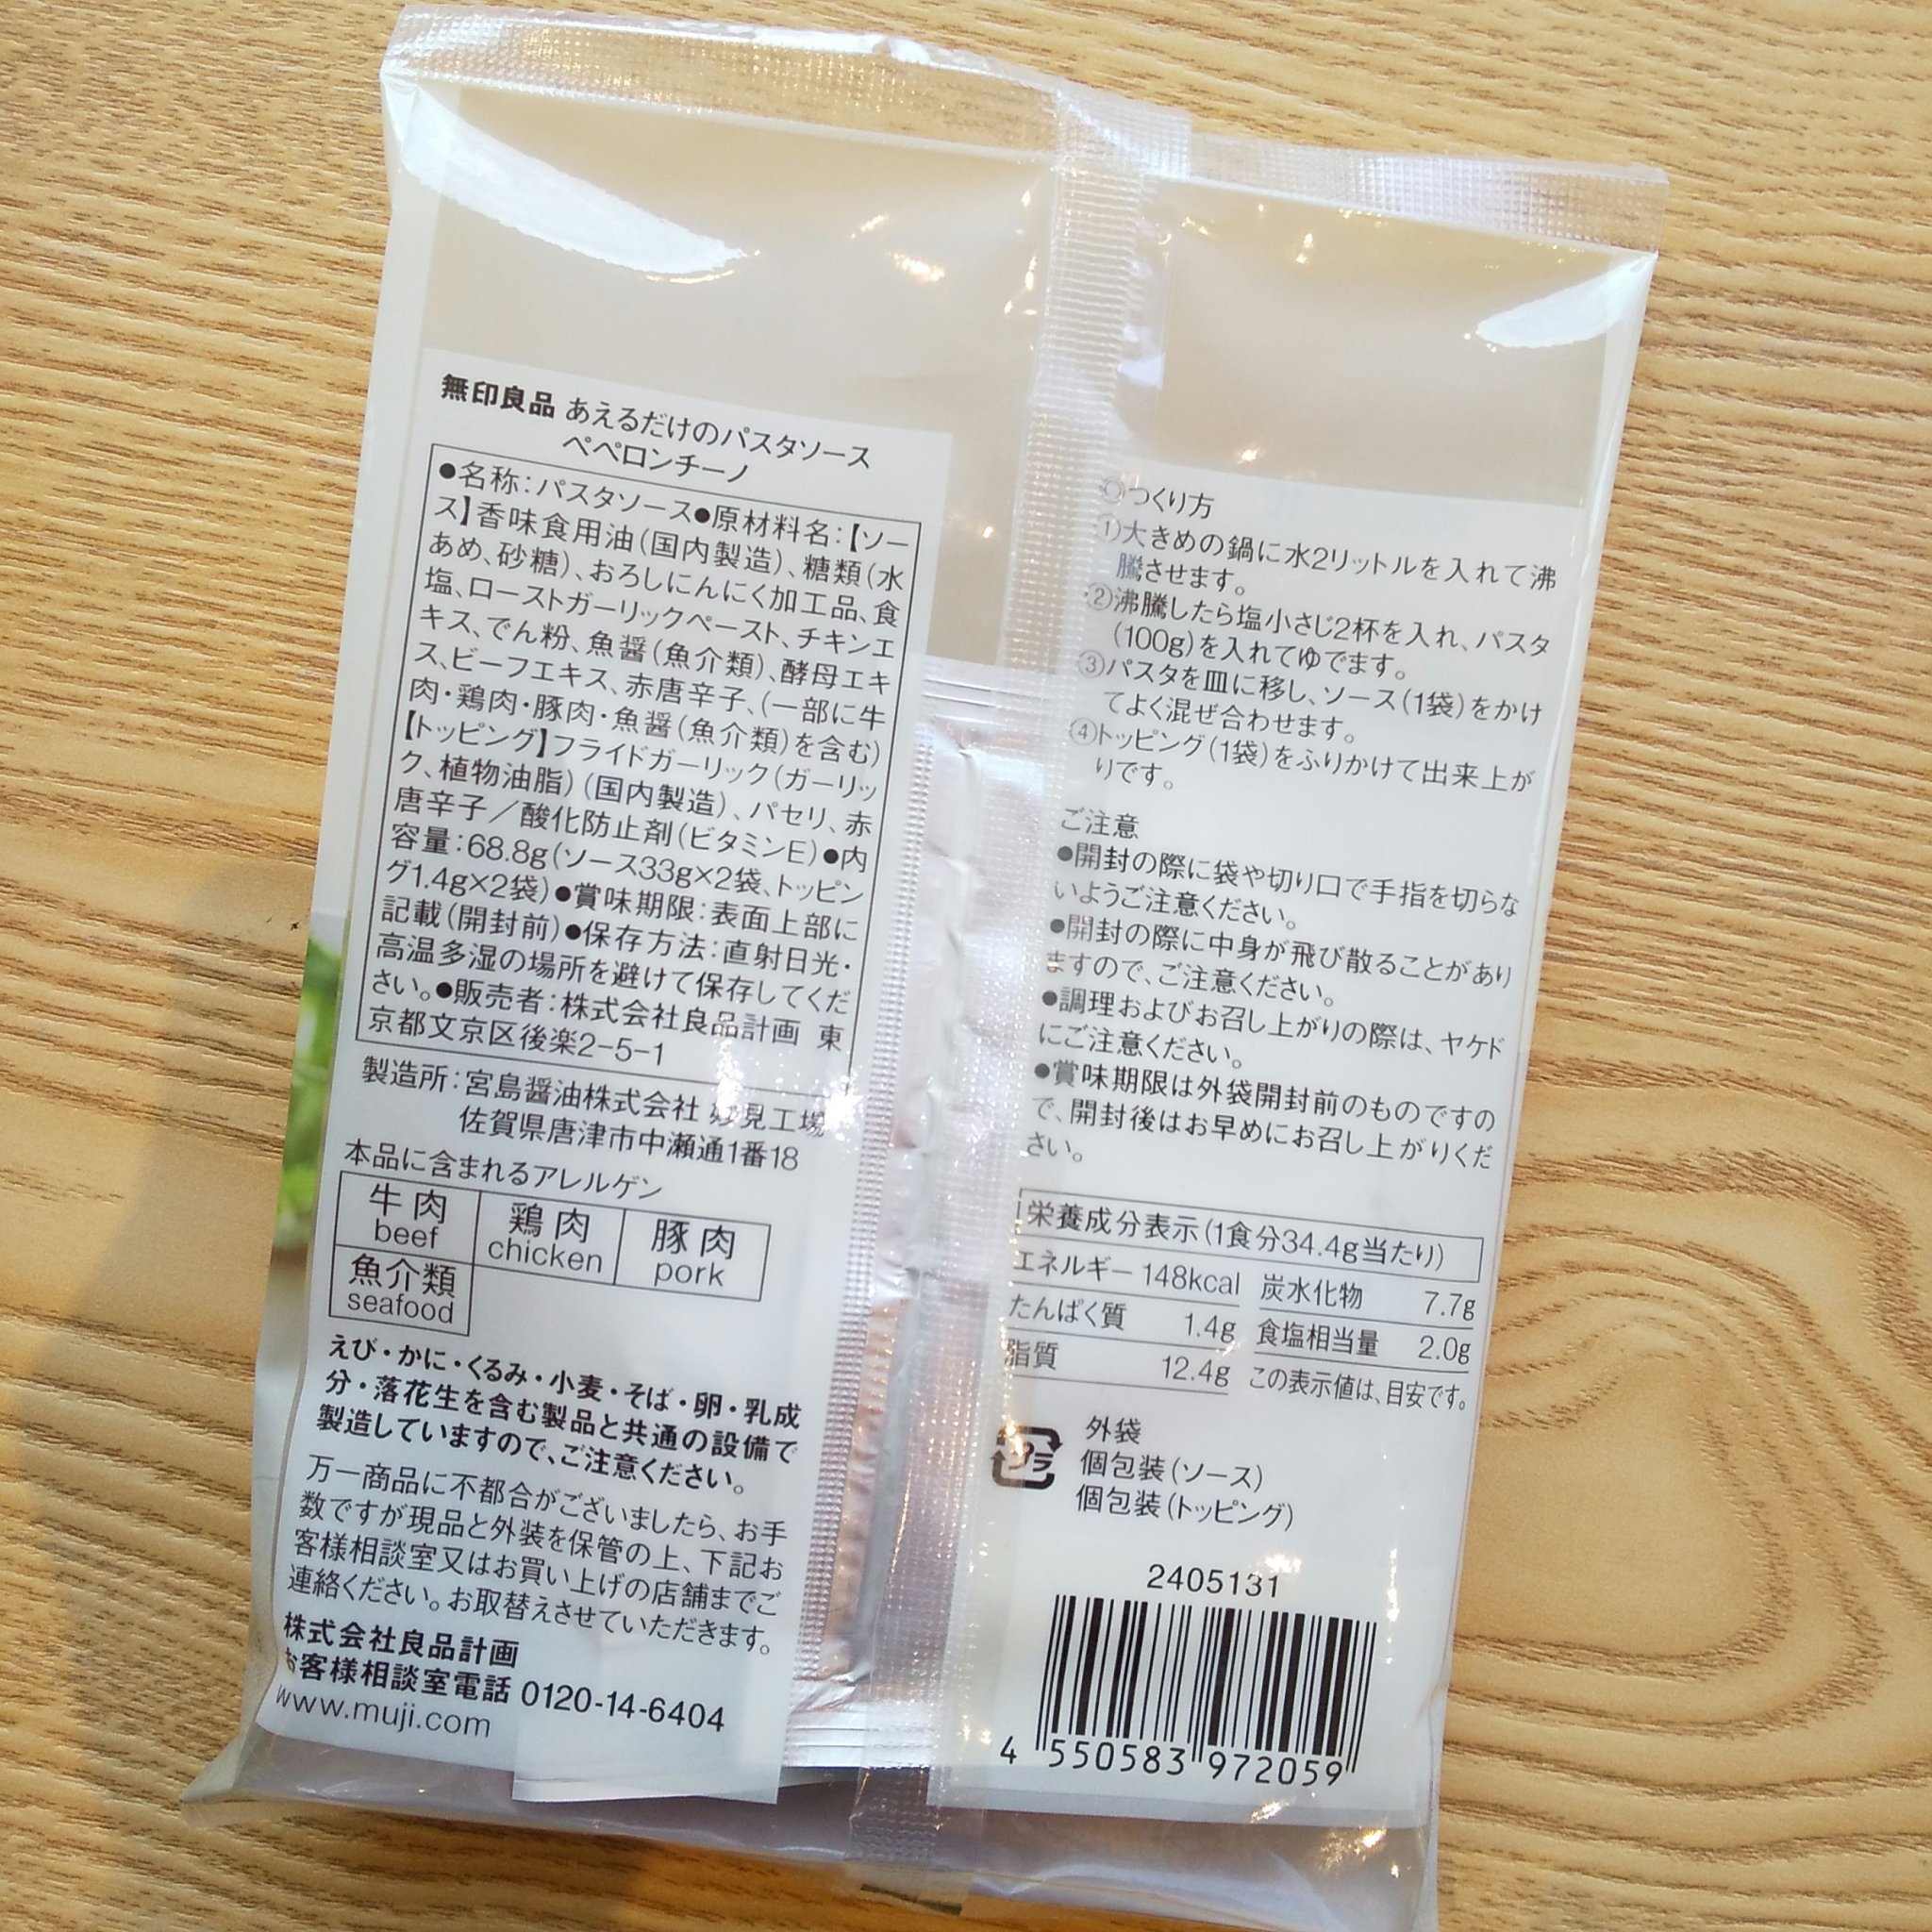 無印良品 あえるだけのパスタソース
ペペロンチーノ
●名称:パスタソース●原材料名:【ソー
ス】香味食用油(国内製造)、糖類(水
あめ、砂糖)、おろしにんにく加工品、食
塩、ローストガーリックペースト、チキンエ
キス、でん粉、魚醤(魚介類)、酵母エキ
ス、ビーフエキス、赤唐辛子、(一部に牛
肉・鶏肉・豚肉・魚醤(魚介類)を含む)
【トッピング】フライドガーリック(ガーリッ
ク、植物油脂)(国内製造)、パセリ、赤
唐辛子/酸化防止剤(ビタミンE)●内
容量:68.8g(ソース33g×2袋、トッピン
グ1.4g×2袋)●賞味期限:表面上部に
記載(開封前)●保存方法:直射日光・
高温多湿の場所を避けて保存してくだ
さい。●販売者:株式会社良品計画 東
京都文京区後楽2-5-1
製造所:宮島醤油株式会社 妙見工場
佐賀県唐津市中瀬通1番18
本品に含まれるアレルゲン
牛肉 鶏肉 豚肉
beef chicken pork
魚介類
seafood
えび・かに・くるみ・小麦・そば・卵・乳成
分・落花生を含む製品と共通の設備で
製造していますので、ご注意ください。
万一商品に不都合がございましたら、お手
数ですが現品と外装を保管の上、下記お
客様相談室又はお買い上げの店舗までご
連絡ください。お取替えさせていただきます。
株式会社良品計画
お客様相談室電話 0120-14-6404
www.muji.com
●つくり方
①大きめの鍋に水2リットルを入れて沸
騰させます。
②沸騰したら塩小さじ2杯を入れ、パスタ
(100g)を入れてゆでます。
③パスタを皿に移し、ソース(1袋)をかけ
てよく混ぜ合わせます。
④トッピング(1袋)をふりかけて出来上が
りです。
ご注意
●開封の際に袋や切り口で手指を切らな
いようご注意ください。
●開封の際に中身が飛び散ることがあり
ますので、ご注意ください。
●調理およびお召し上がりの際は、ヤケド
にご注意ください。
●賞味期限は外袋開封前のものですの
で、開封後はお早めにお召し上がりくだ
さい。
栄養成分表示(1食分34.4g当たり)
エネルギー 148kcal 炭水化物 7.7g
たんぱく質 1.4g 食塩相当量 2.0g
脂質 12.4g この表示値は、目安です。
プラ
外袋
個包装(ソース)
個包装(トッピング)
2405131
4 550583 972059